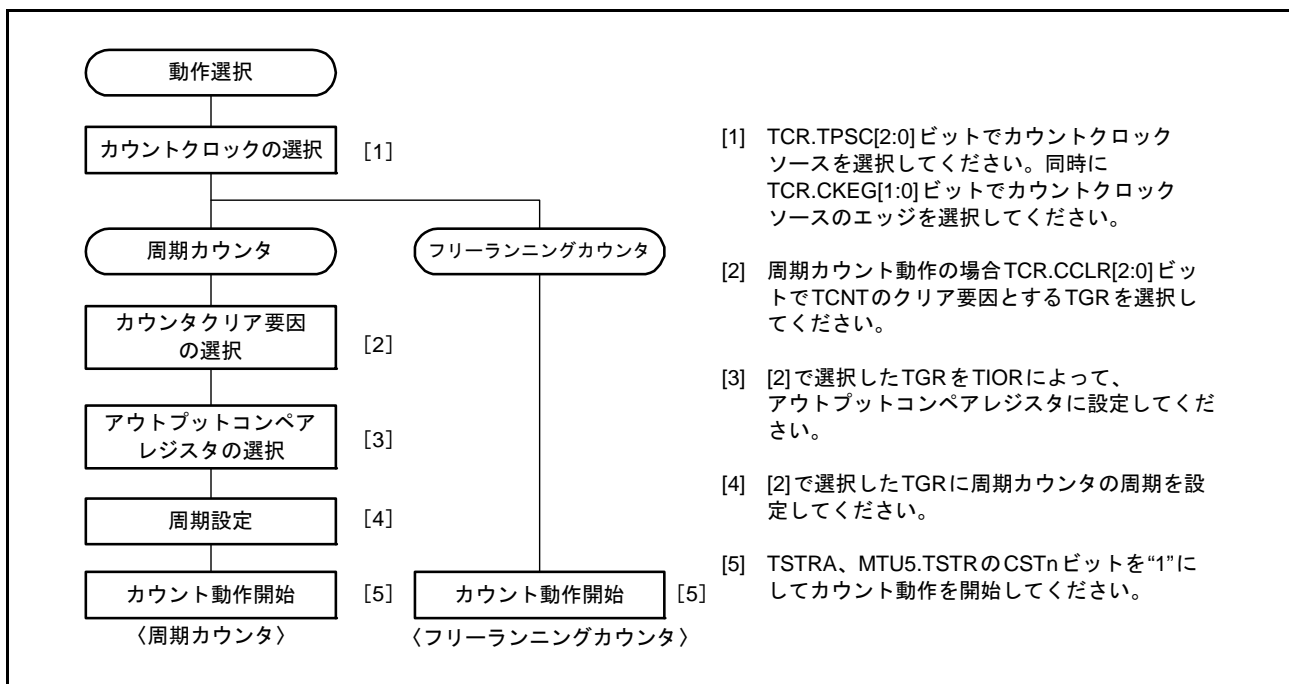 動作選択
カウントクロックの選択 [1]
周期カウンタ
フリーランニングカウンタ
カウンタクリア要因
の選択 [2]
アウトプットコンペア
レジスタの選択 [3]
周期設定 [4]
カウント動作開始 [5]
カウント動作開始 [5]
〈周期カウンタ〉
〈フリーランニングカウンタ〉
[1] TCR.TPSC[2:0]ビットでカウントクロック
ソースを選択してください。同時に
TCR.CKEG[1:0]ビットでカウントクロック
ソースのエッジを選択してください。
[2] 周期カウント動作の場合TCR.CCLR[2:0]ビッ
トでTCNTのクリア要因とするTGRを選択し
てください。
[3] [2]で選択したTGRをTIORによって、
アウトプットコンペアレジスタに設定してくだ
さい。
[4] [2]で選択したTGRに周期カウンタの周期を設
定してください。
[5] TSTRA、MTU5.TSTRのCSTnビットを“1”に
してカウント動作を開始してください。